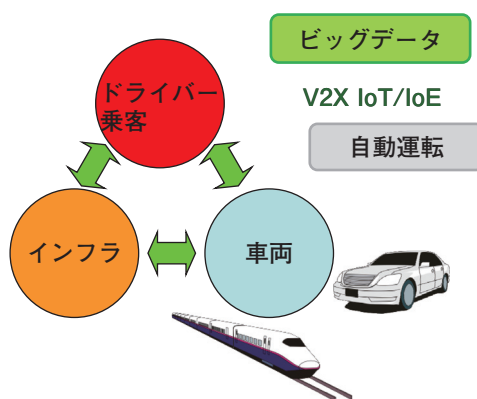 ビッグデータ
ドライバー
乗客
V2X IoT/IoE
自動運転
インフラ
車両